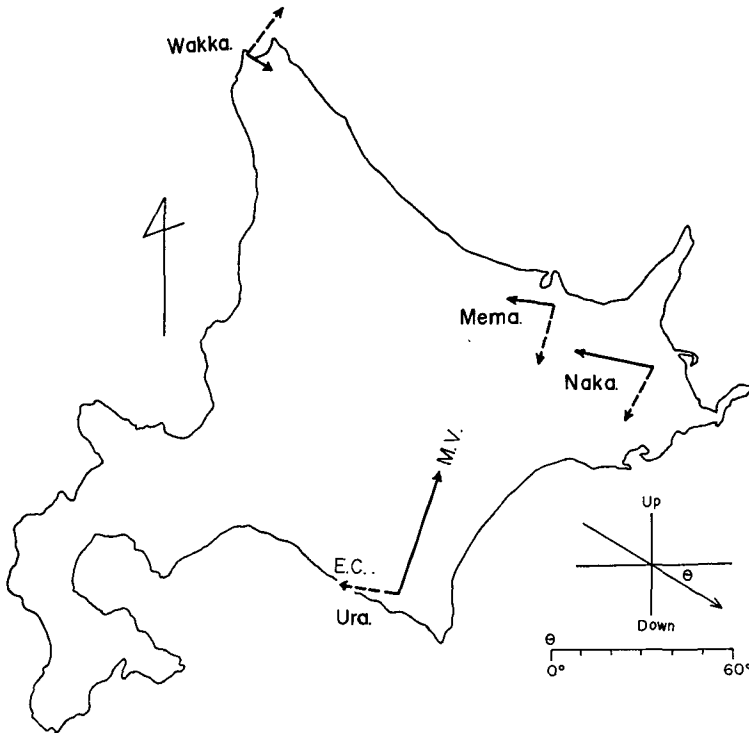 Wakka.
Mema.
Naka.
M.V.
E.C..
Ura.
Up
θ
Down
θ
0° 60°